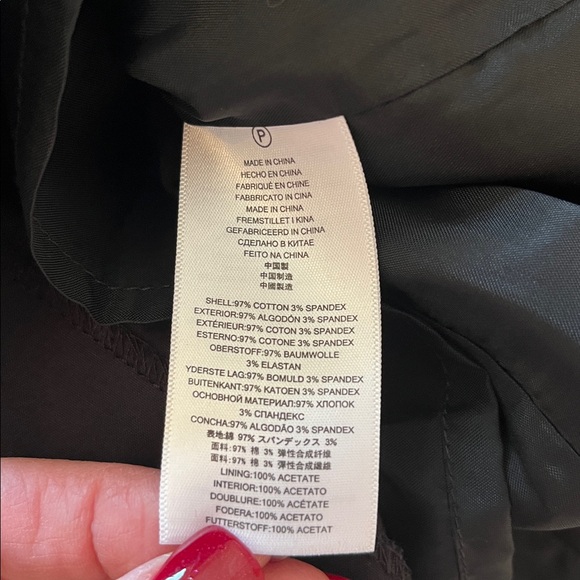 P
MADE IN CHINA
HECHO EN CHINA
FABRIQUÉ EN CHINE
FABBRICATO IN CINA
MADE IN CHINA
FREMSTILLET I KINA
GEFABRICEERD IN CHINA
СДЕЛАНО В КИТАЕ
FEITO NA CHINA
中国製
中国制造
中國製造
SHELL:97% COTTON 3% SPANDEX
EXTERIOR:97% ALGODÓN 3% SPANDEX
EXTÉRIEUR:97% COTON 3% SPANDEX
ESTERNO:97% COTONE 3% SPANDEX
OBERSTOFF:97% BAUMWOLLE
3% ELASTAN
YDERSTE LAG:97% BOMULD 3% SPANDEX
BUITENKANT:97% KATOEN 3% SPANDEX
ОСНОВНОЙ МАТЕРИАЛ:97% ХЛОПОК
3% СПАНДЕКС
CONCHA:97% ALGODÃO 3% SPANDEX
表地:綿 97% スパンデックス 3%
面料:97% 棉 3% 弹性合成纤维
面料:97% 棉 3% 彈性合成纖維
LINING:100% ACETATE
INTERIOR:100% ACETATO
DOUBLURE:100% ACÉTATE
FODERA:100% ACETATO
FUTTERSTOFF:100% ACETAT